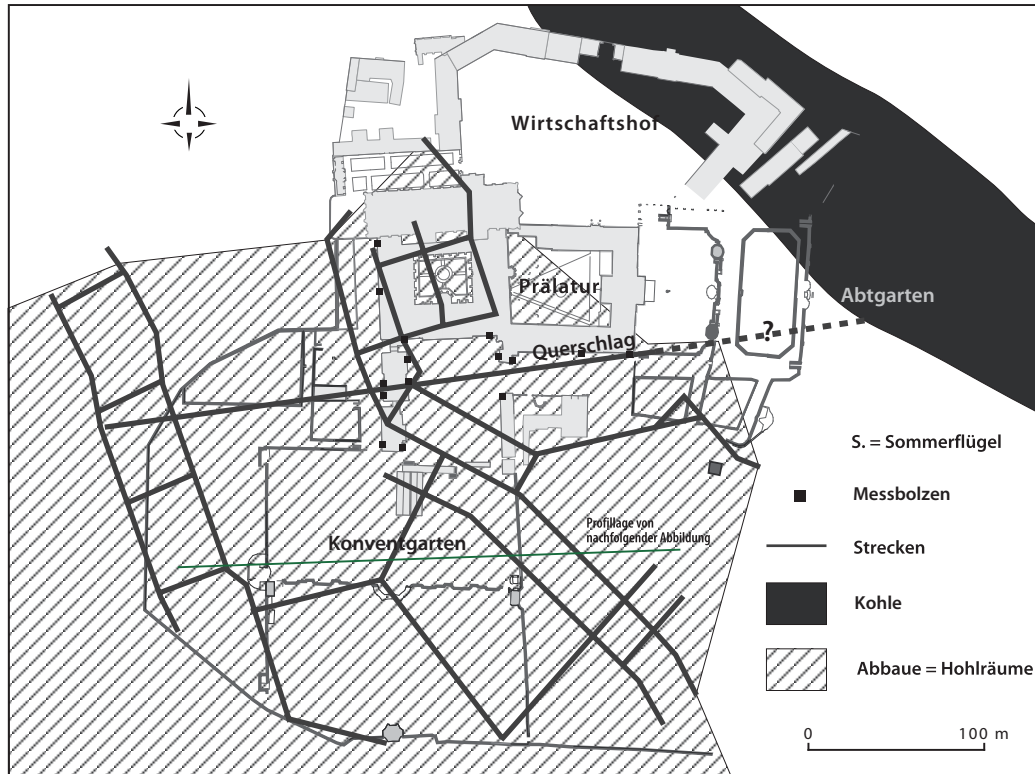 Wirtschaftshof
Prälatur
Abtgarten
?
Querschlag
S. = Sommerflügel
Messbolzen
Profillage von
nachfolgender Abbildung
Konventgarten
Strecken
Kohle
Abbaue = Hohlräume
0
100 m